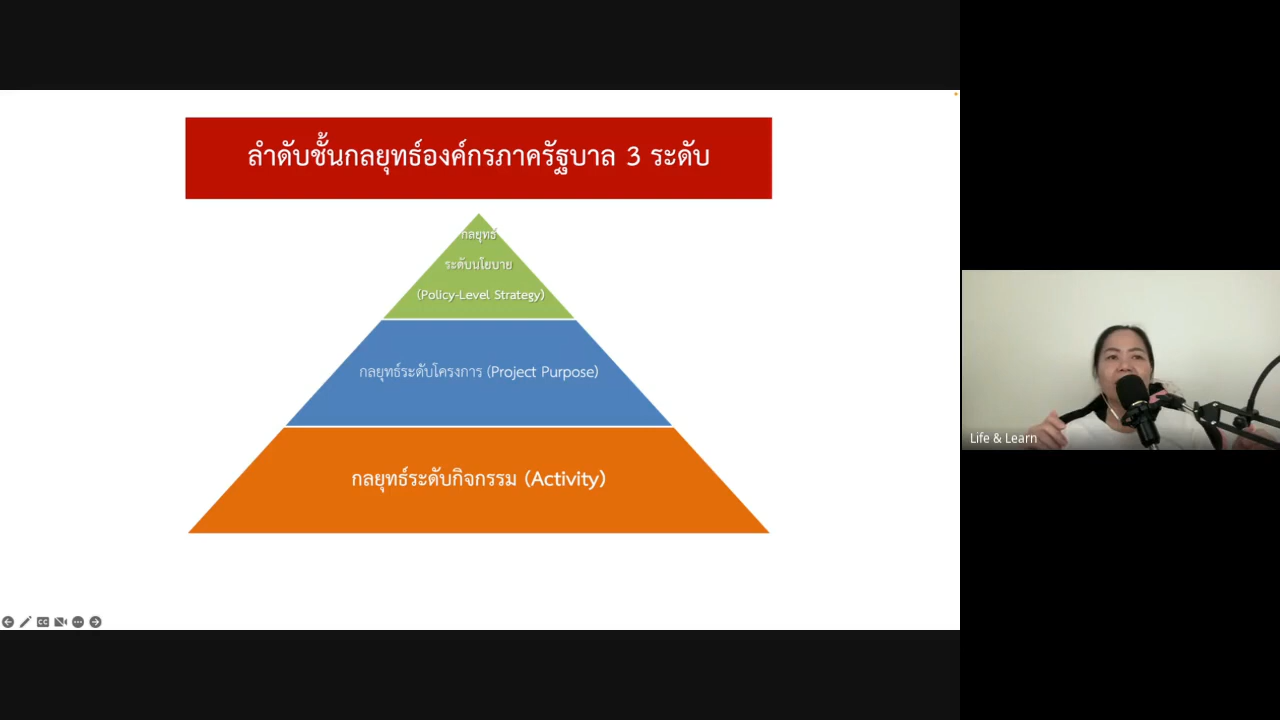 ลำดับชั้นกลยุทธ์องค์กรภาครัฐบาล 3 ระดับ
กลยุทธ์
ระดับนโยบาย
(Policy-Level Strategy)
กลยุทธ์ระดับโครงการ (Project Purpose)
กลยุทธ์ระดับกิจกรรม (Activity)
Life & Learn